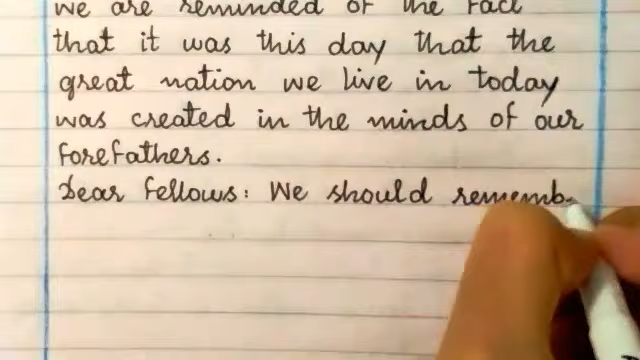 we are reminded of the fact
that it was this day that the
great nation we live in today
was created in the minds of our
forefathers.
Dear fellows: We should rememb